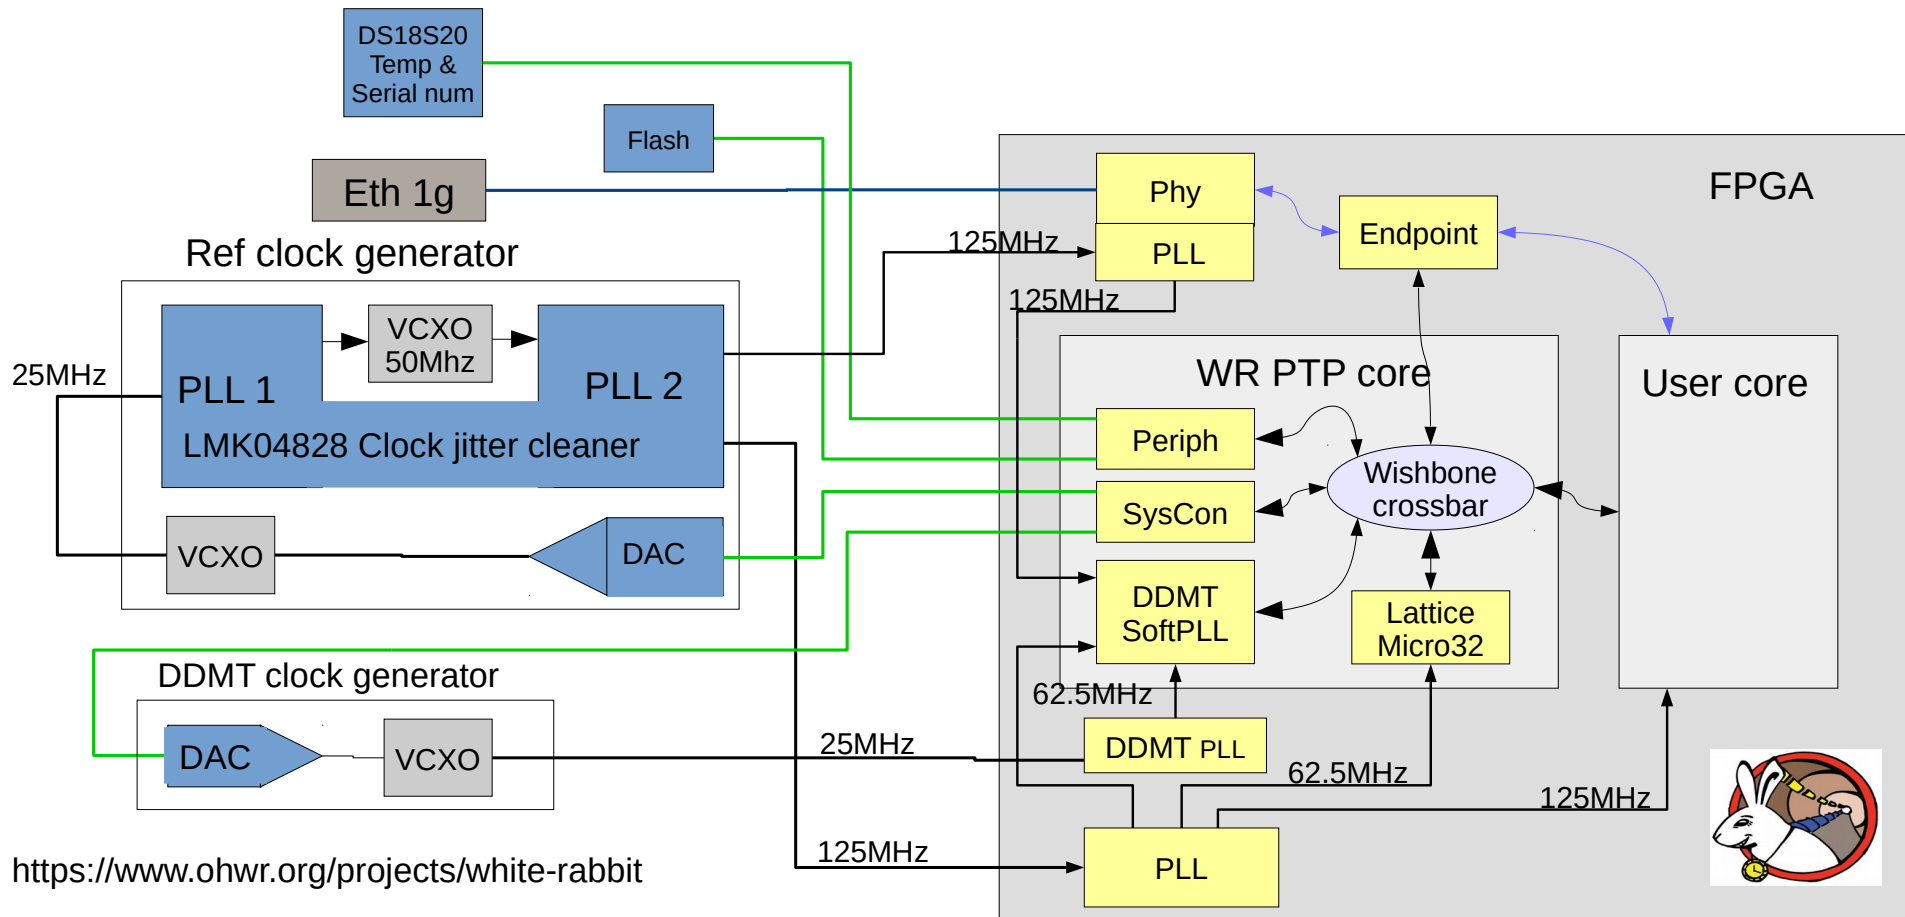 DS18S20
Temp &
Serial num
Flash
Eth 1g
FPGA
Phy
PLL
Endpoint
125MHz
125MHz
Ref clock generator
VCXO
50Mhz
PLL 1
PLL 2
LMK04828 Clock jitter cleaner
25MHz
VCXO
DAC
WR PTP core
User core
Periph
SysCon
Wishbone
crossbar
DDMT
SoftPLL
Lattice
Micro32
DDMT clock generator
DAC
VCXO
62.5MHz
25MHz
DDMT PLL
62.5MHz
125MHz
125MHz
PLL
https://www.ohwr.org/projects/white-rabbit